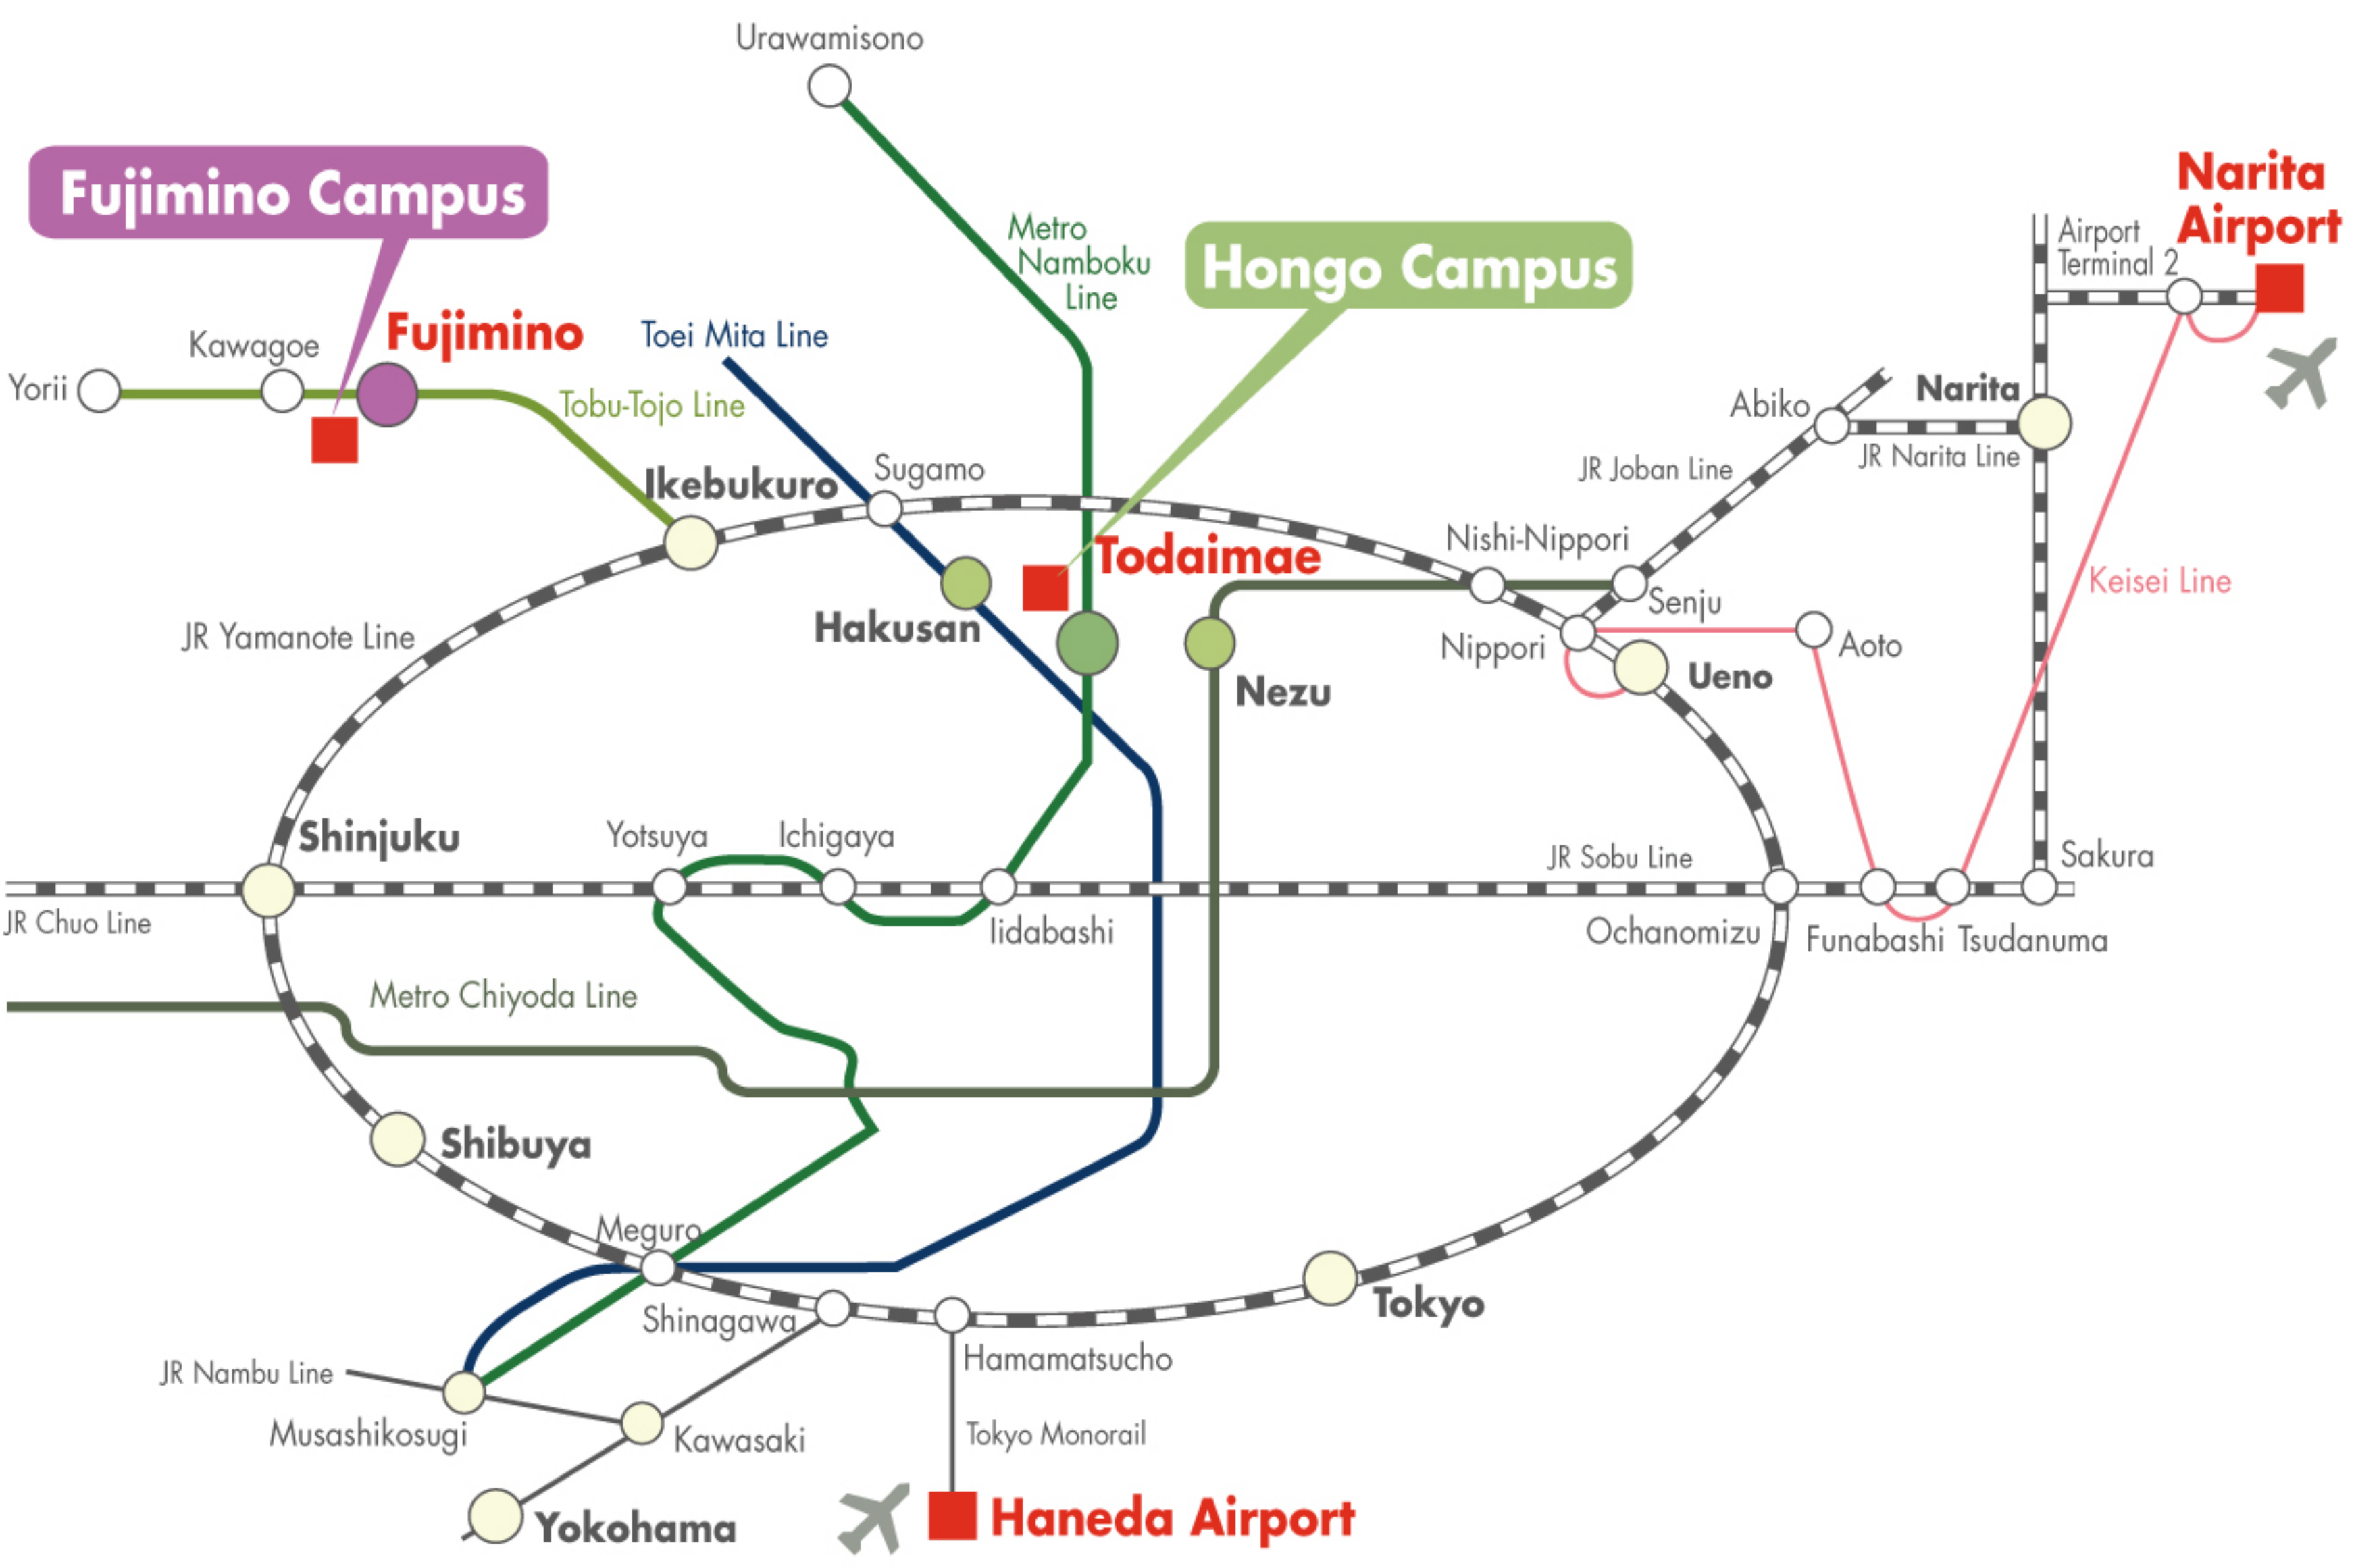 Urawamisono
Fujimino Campus
Narita
Airport
Metro
Namboku
Line
Hongo Campus
Airport
Terminal 2
Kawagoe
Fujimino
Toei Mita Line
Yorii
Tobu-Tojo Line
Abiko
Narita
JR Joban Line
JR Narita Line
Ikebukuro
Sugamo
Nishi-Nippori
Todaimae
Keisei Line
Senju
Hakusan
JR Yamanote Line
Nippori
Aoto
Nezu
Ueno
Shinjuku
Yotsuya
Ichigaya
JR Sobu Line
Sakura
JR Chuo Line
Iidabashi
Ochanomizu
Funabashi
Tsudanuma
Metro Chiyoda Line
Shibuya
Meguro
Shinagawa
Tokyo
Hamamatsucho
JR Nambu Line
Musashikosugi
Kawasaki
Tokyo Monorail
Yokohama
Haneda Airport